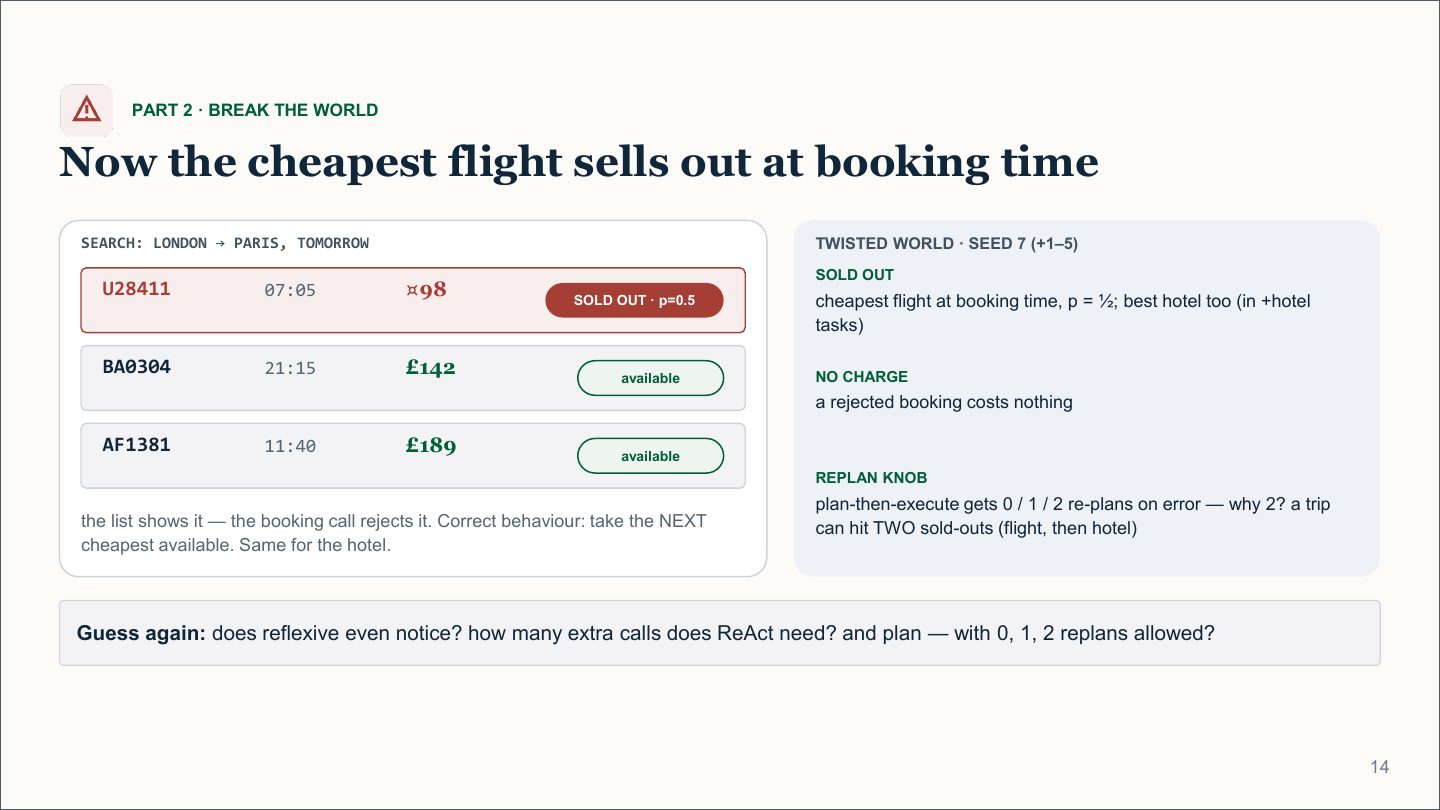 PART 2 · BREAK THE WORLD
Now the cheapest flight sells out at booking time
SEARCH: LONDON → PARIS, TOMORROW
U28411 07:05 ¤98 SOLD OUT · p=0.5
BA0304 21:15 £142 available
AF1381 11:40 £189 available
the list shows it — the booking call rejects it. Correct behaviour: take the NEXT
cheapest available. Same for the hotel.
TWISTED WORLD · SEED 7 (+1–5)
SOLD OUT
cheapest flight at booking time, p = ½; best hotel too (in +hotel
tasks)
NO CHARGE
a rejected booking costs nothing
REPLAN KNOB
plan-then-execute gets 0 / 1 / 2 re-plans on error — why 2? a trip
can hit TWO sold-outs (flight, then hotel)
Guess again: does reflexive even notice? how many extra calls does ReAct need? and plan — with 0, 1, 2 replans allowed?
14